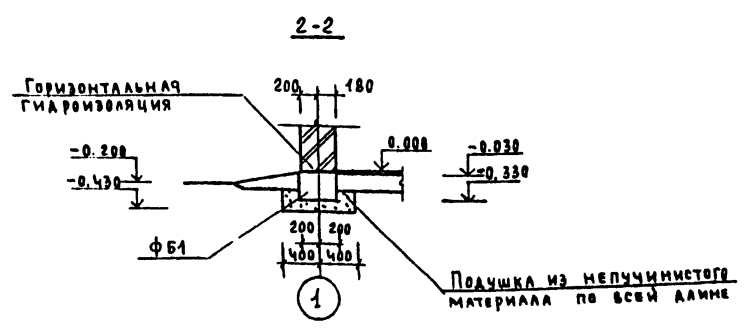 2-2
Горизонтальная
гидроизоляция
200
180
0.000
-0.200
-0.430
-0.030
-0,330
ФБ1
200
200
400
400
1
Подушка из непучинистого
материала по всей длине